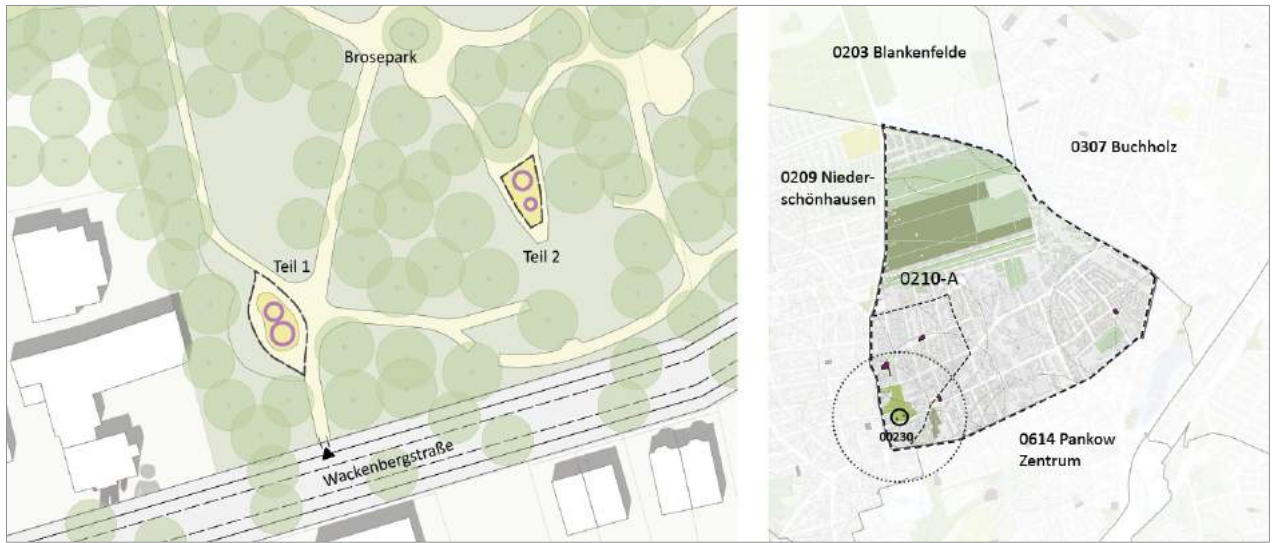 Brosepark
Teil 1
Teil 2
Wackenbergstraße
0203 Blankenfelde
0307 Buchholz
0209 Nieder-
schönhausen
0210-A
00230
0614 Pankow
Zentrum